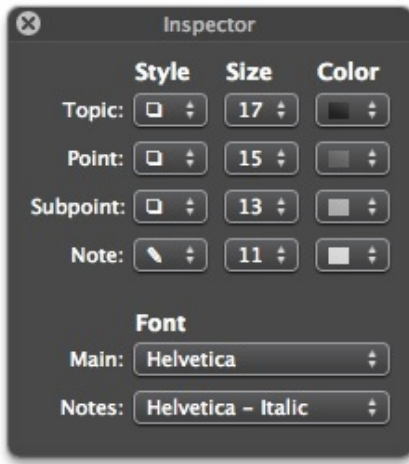 Inspector
Style Size Color
Topic: 17
Point: 15
Subpoint: 13
Note: 11
Font
Main: Helvetica
Notes: Helvetica – Italic